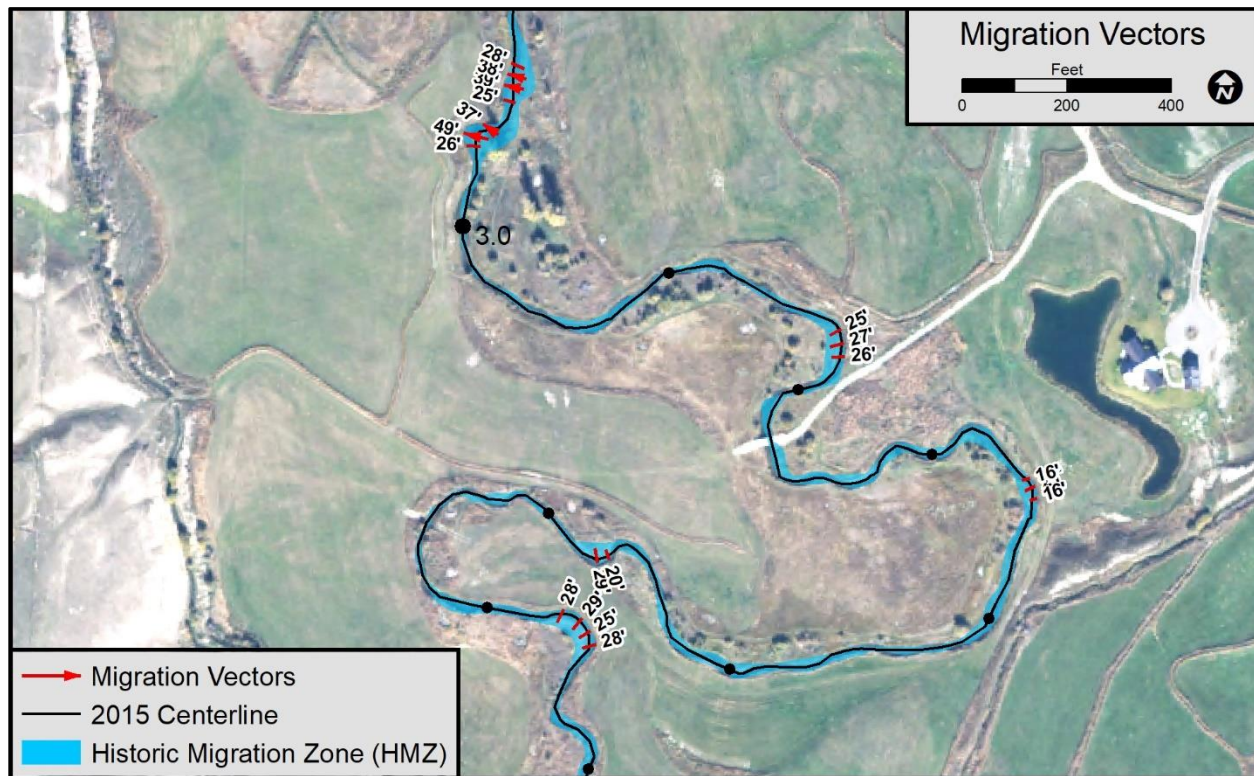 Migration Vectors
Feet
0 200 400
N
28'
38'
39'
25'
37'
49'
26'
3.0
25'
27'
26'
16'
16'
20'
29'
28'
29'
25'
28'
Migration Vectors
2015 Centerline
Historic Migration Zone (HMZ)